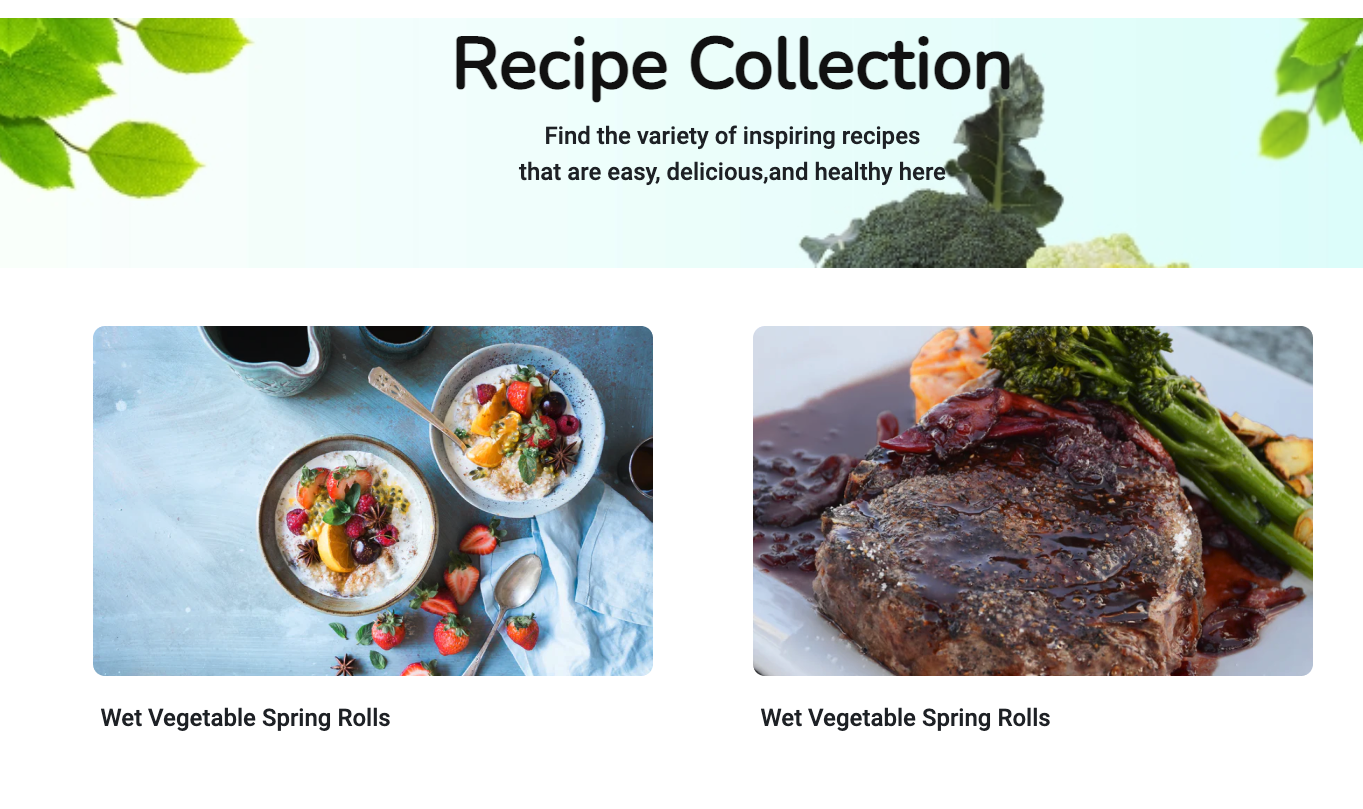 Recipe Collection
Find the variety of inspiring recipes
that are easy, delicious,and healthy here
Wet Vegetable Spring Rolls
Wet Vegetable Spring Rolls